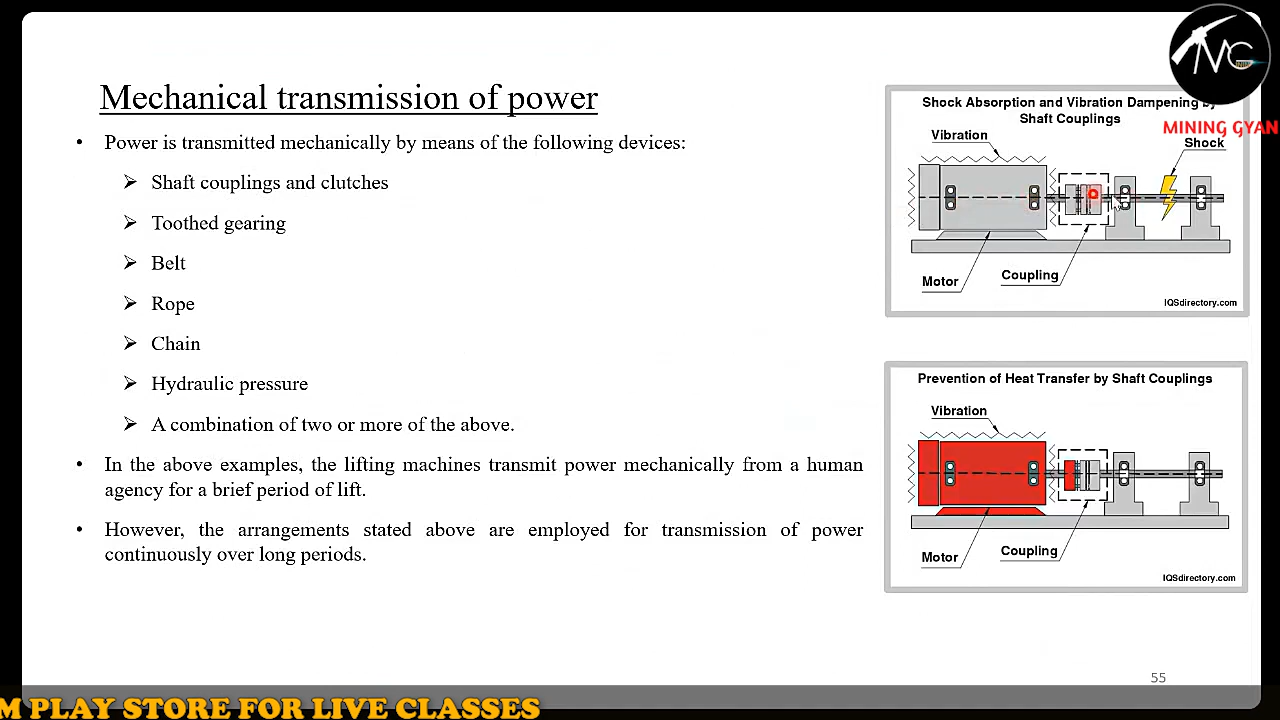 Mechanical transmission of power
• Power is transmitted mechanically by means of the following devices:
➢ Shaft couplings and clutches
➢ Toothed gearing
➢ Belt
➢ Rope
➢ Chain
➢ Hydraulic pressure
➢ A combination of two or more of the above.
• In the above examples, the lifting machines transmit power mechanically from a human
agency for a brief period of lift.
• However, the arrangements stated above are employed for transmission of power
continuously over long periods.
MG
MINING GYAN
Shock Absorption and Vibration Dampening by
Shaft Couplings
Vibration
Shock
Motor
Coupling
IQSdirectory.com
Prevention of Heat Transfer by Shaft Couplings
Vibration
Motor
Coupling
IQSdirectory.com
55
M PLAY STORE FOR LIVE CLASSES